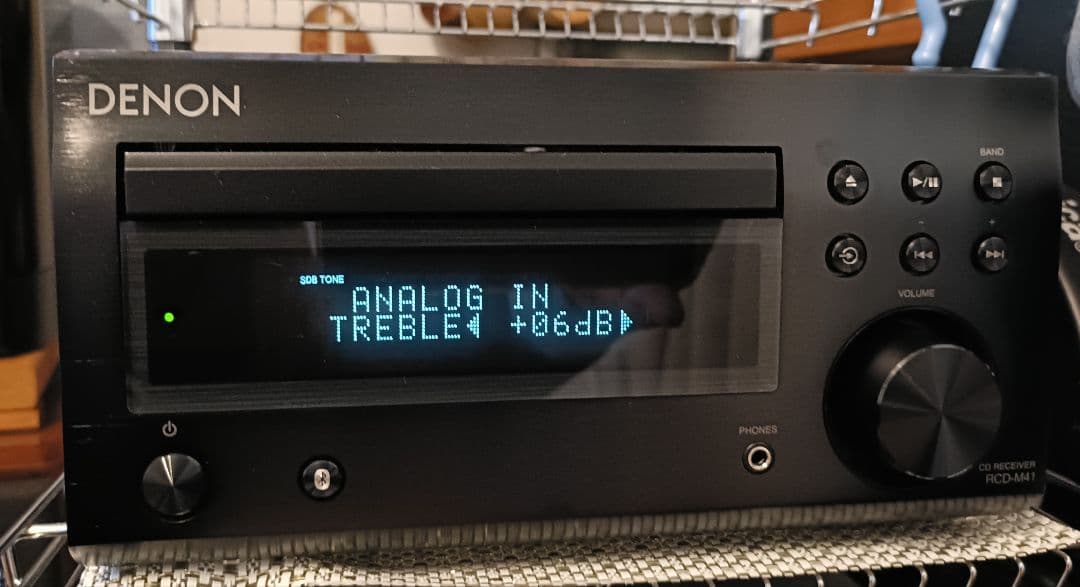 DENON
BAND
- +
SDB TONE
ANALOG IN
TREBLE◀ +06dB▶
VOLUME
PHONES
CD RECEIVER
RCD-M41